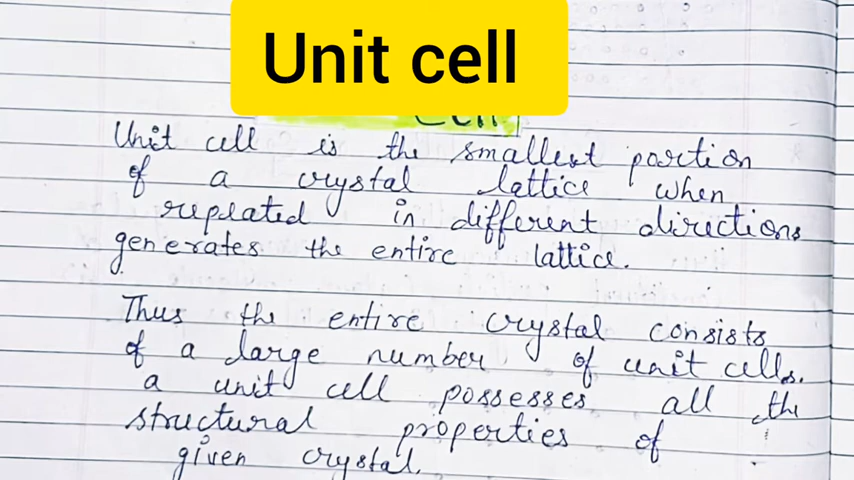 Unit cell
Cell
Unit cell is the smallest portion
of a crystal lattice when
repleated in different directions
generates the entire lattice.
Thus the entire crystal consists
of a large number of unit cells.
a unit cell possesses all the
structural properties of
given crystal.